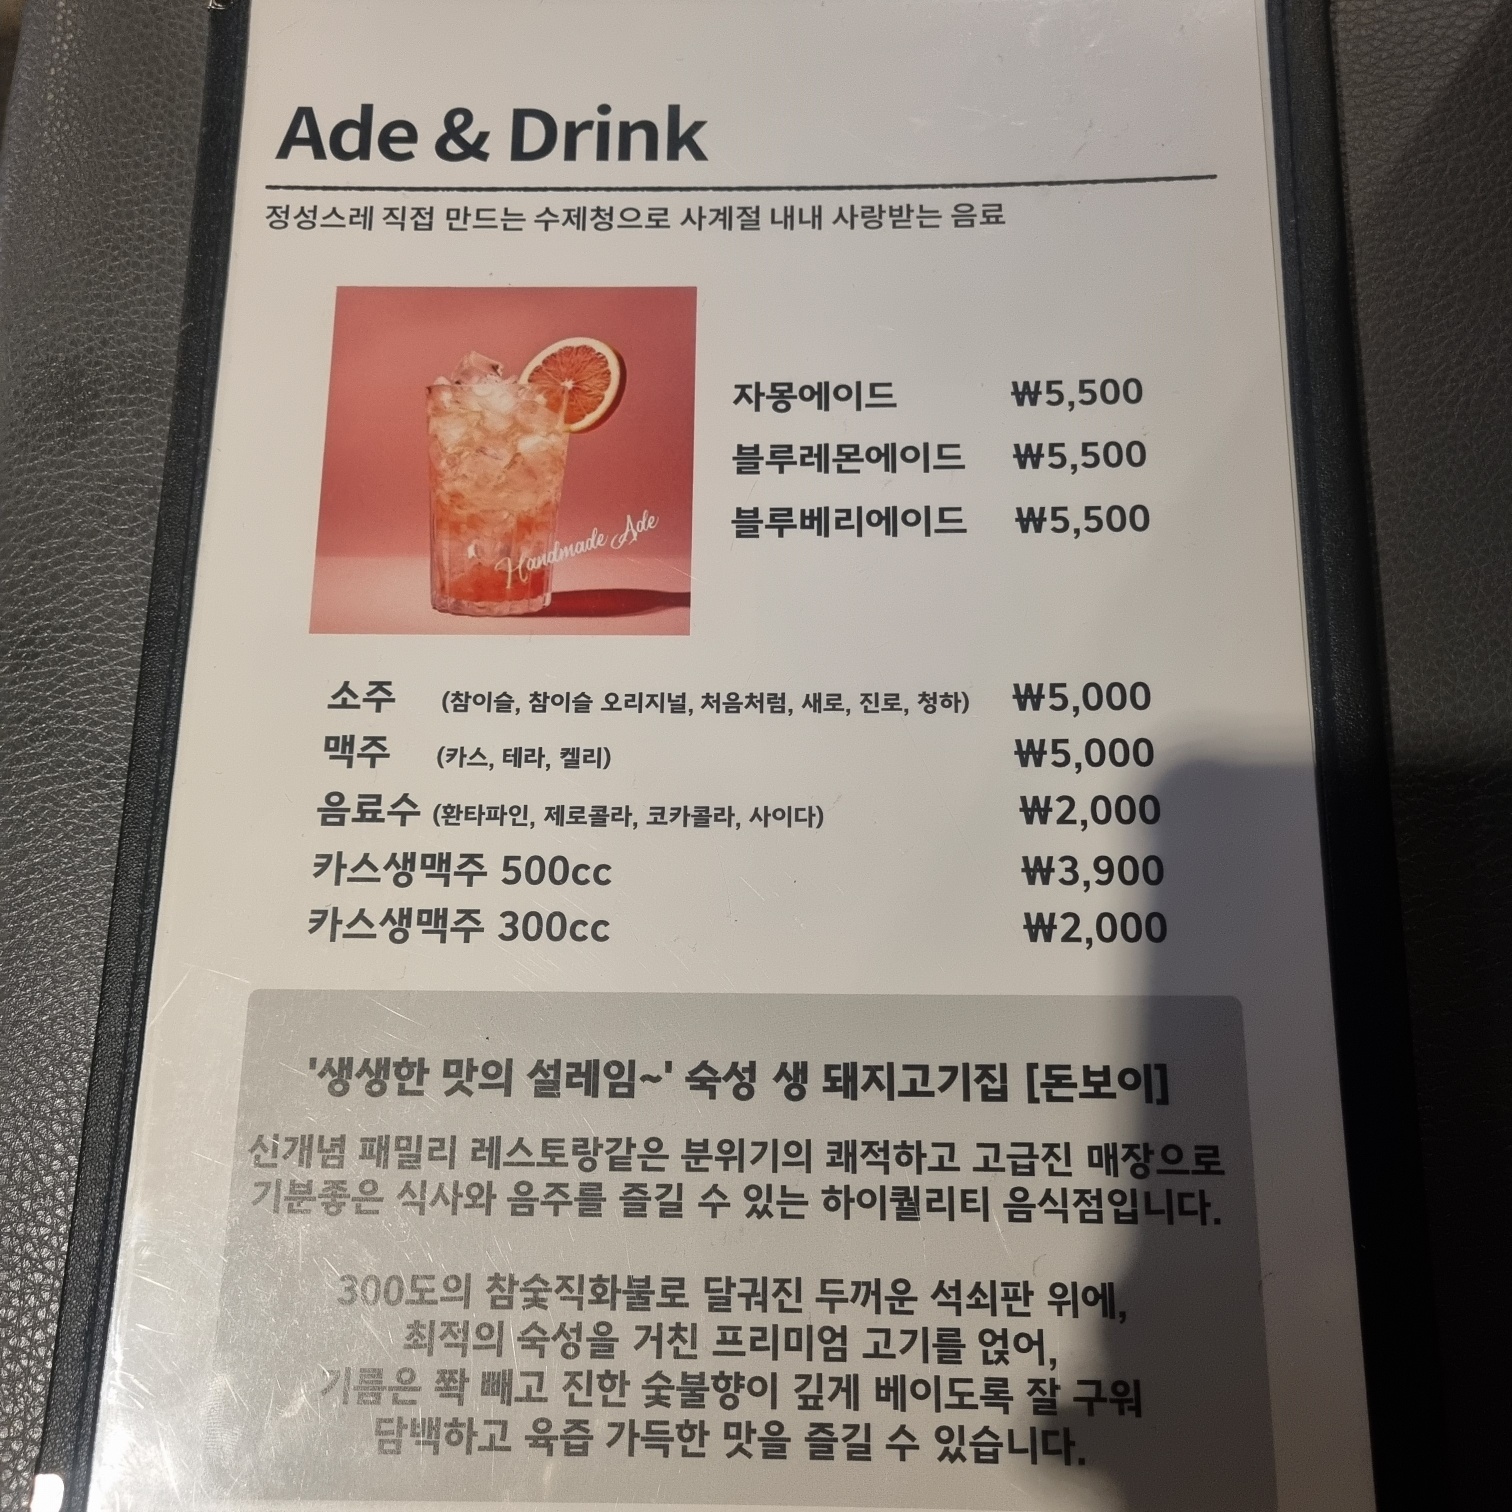 Ade & Drink
정성스레 직접 만드는 수제청으로 사계절 내내 사랑받는 음료
Handmade Ade
자몽에이드 ₩5,500
블루레몬에이드 ₩5,500
블루베리에이드 ₩5,500
소주 (참이슬, 참이슬 오리지널, 처음처럼, 새로, 진로, 청하) ₩5,000
맥주 (카스, 테라, 켈리) ₩5,000
음료수 (환타파인, 제로콜라, 코카콜라, 사이다) ₩2,000
카스생맥주 500cc ₩3,900
카스생맥주 300cc ₩2,000
'생생한 맛의 설레임~' 숙성 생 돼지고기집 [돈보이]
신개념 패밀리 레스토랑같은 분위기의 쾌적하고 고급진 매장으로
기분좋은 식사와 음주를 즐길 수 있는 하이퀄리티 음식점입니다.
300도의 참숯직화불로 달궈진 두꺼운 석쇠판 위에,
최적의 숙성을 거친 프리미엄 고기를 얹어,
기름은 쫙 빼고 진한 숯불향이 깊게 베이도록 잘 구워
담백하고 육즙 가득한 맛을 즐길 수 있습니다.